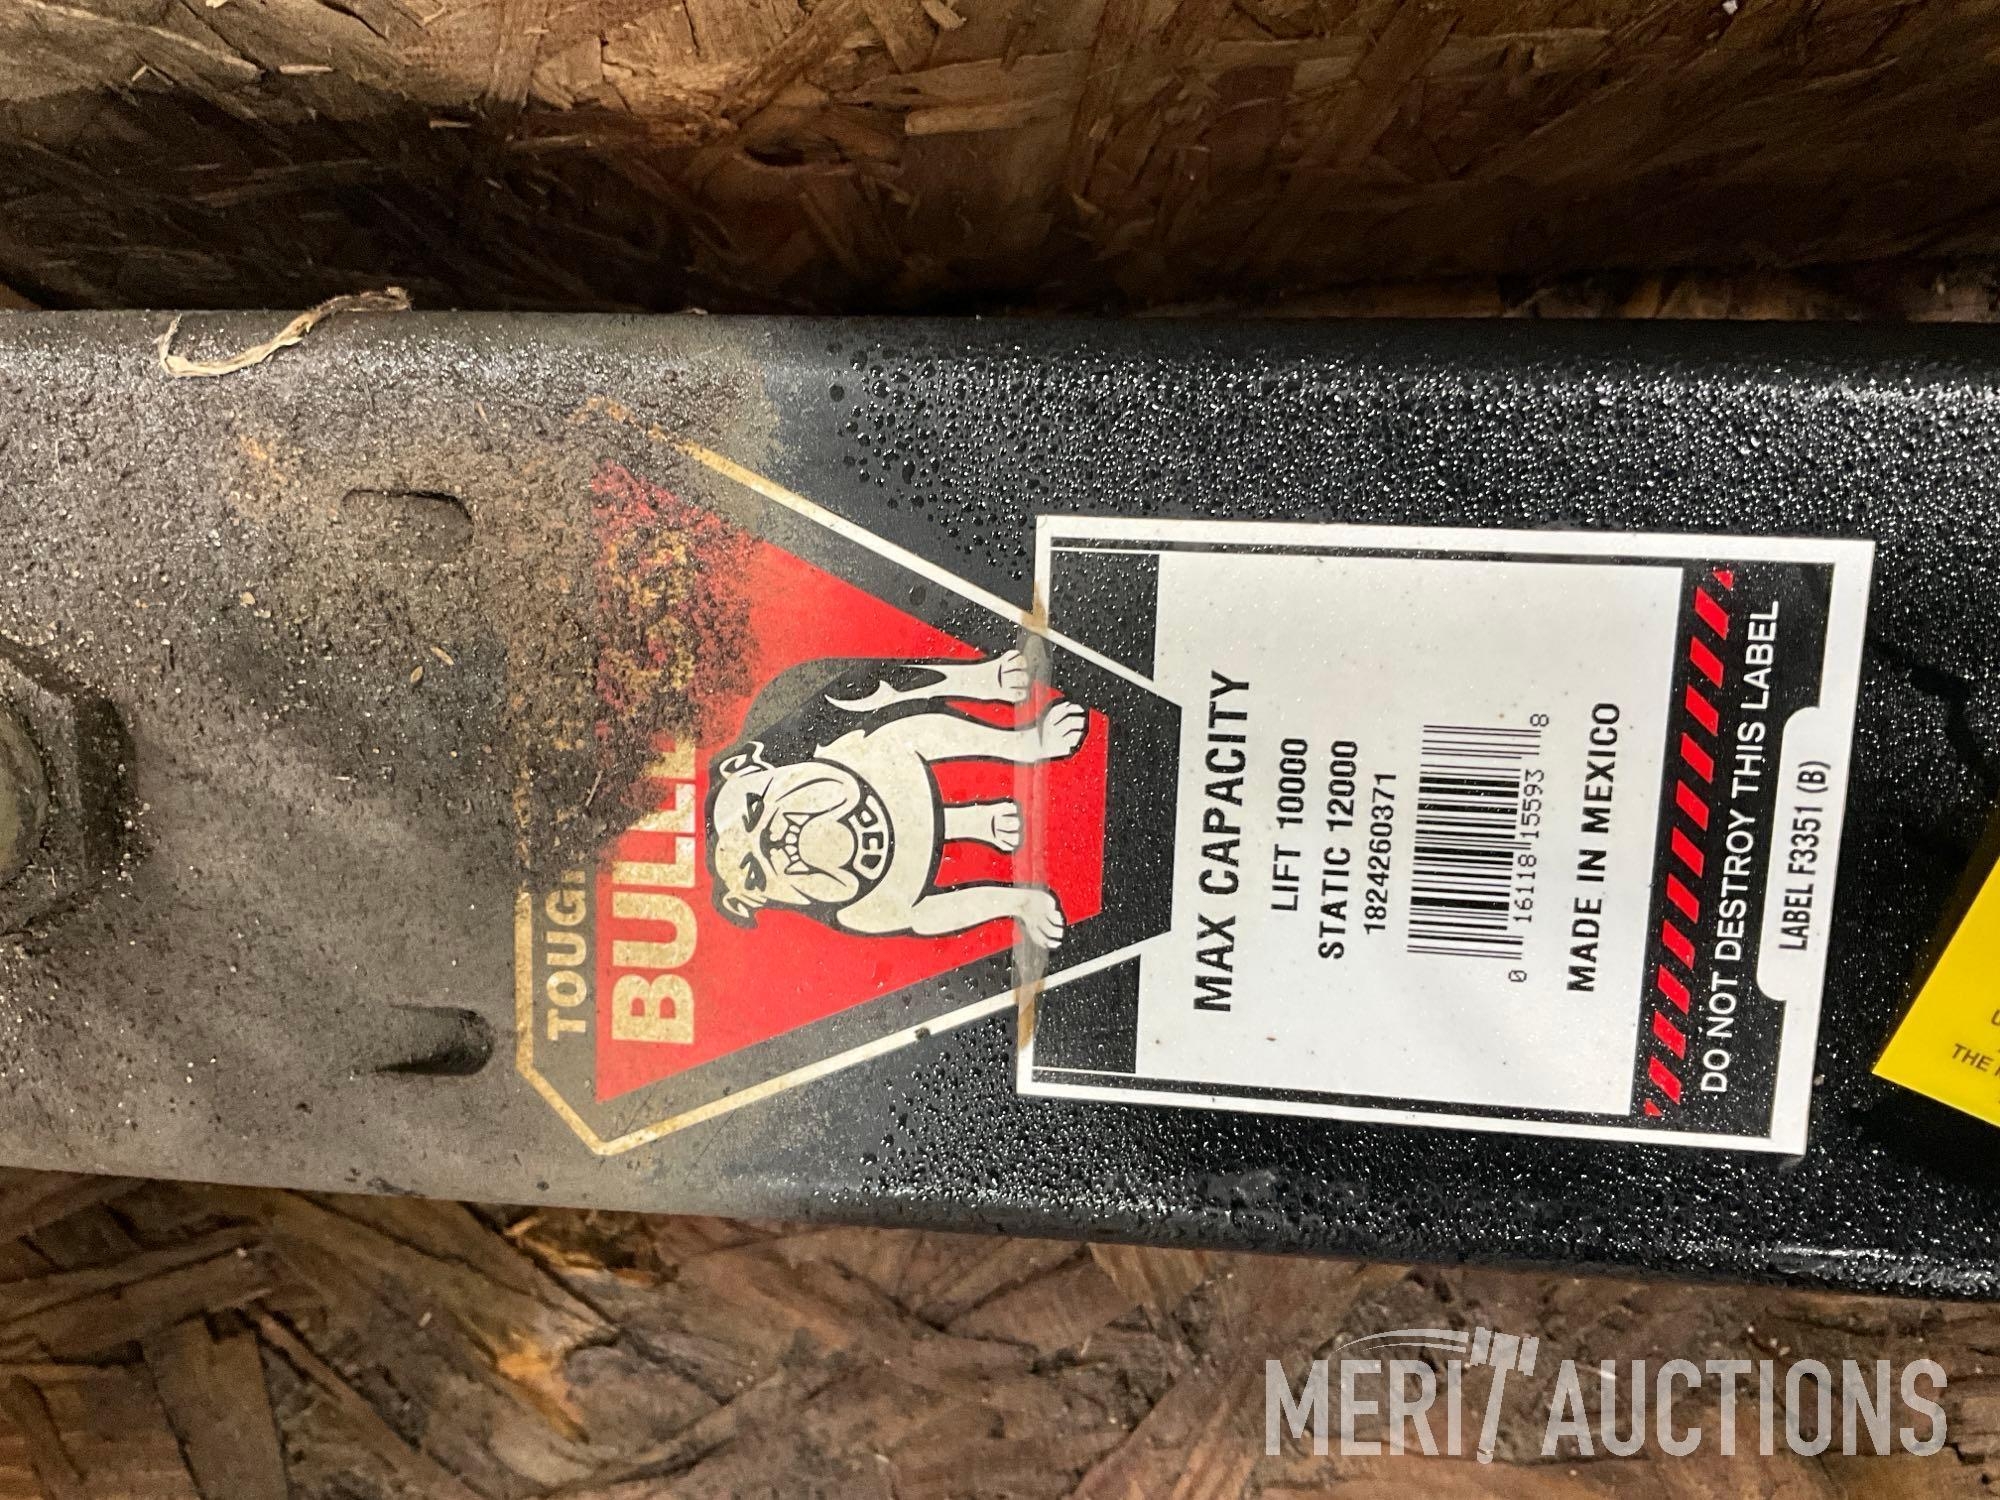 TOUGH
BULL
MAX CAPACITY
LIFT 10000
STATIC 12000
1824260371
0 16118 15593 8
MADE IN MEXICO
DO NOT DESTROY THIS LABEL
LABEL F3351 (B)
THE
MERIT AUCTIONS